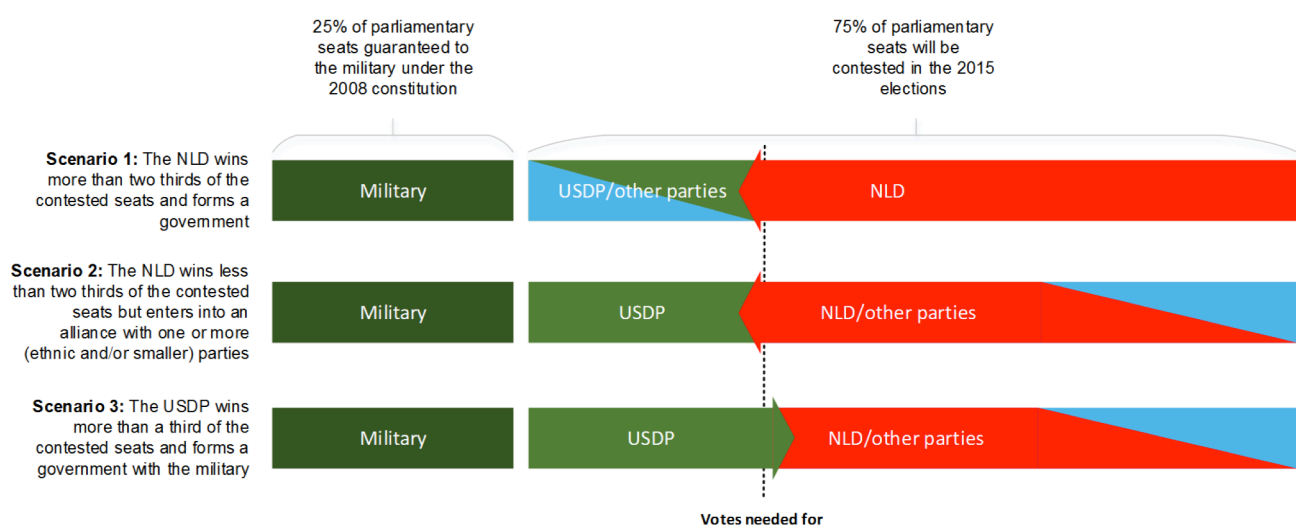 25% of parliamentary
seats guaranteed to
the military under the
2008 constitution
75% of parliamentary
seats will be
contested in the 2015
elections
Scenario 1: The NLD wins
more than two thirds of the
contested seats and forms a
government
Military
USDP/other parties
NLD
Scenario 2: The NLD wins less
than two thirds of the contested
seats but enters into an
alliance with one or more
(ethnic and/or smaller) parties
Military
USDP
NLD/other parties
Scenario 3: The USDP wins
more than a third of the
contested seats and forms a
government with the military
Military
USDP
NLD/other parties
Votes needed for